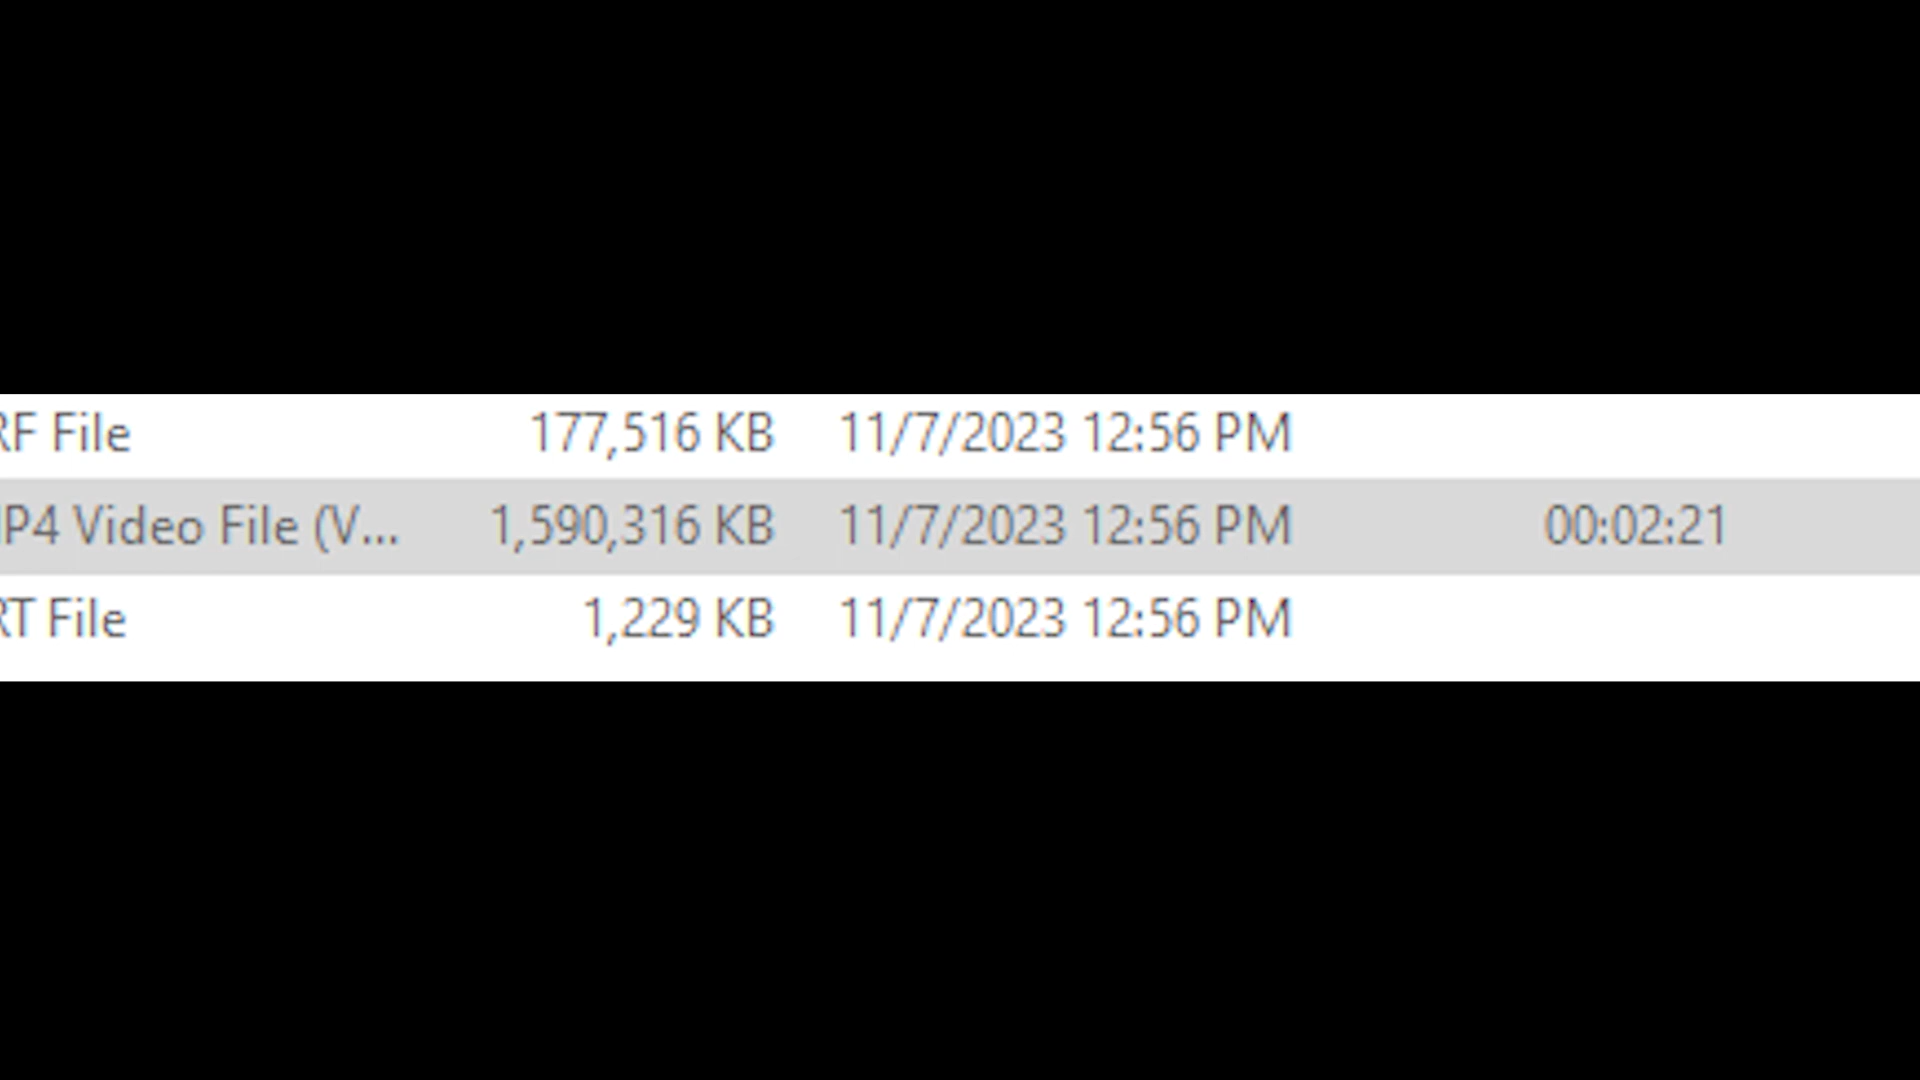 RF File 177,516 KB 11/7/2023 12:56 PM
MP4 Video File (V... 1,590,316 KB 11/7/2023 12:56 PM 00:02:21
RT File 1,229 KB 11/7/2023 12:56 PM